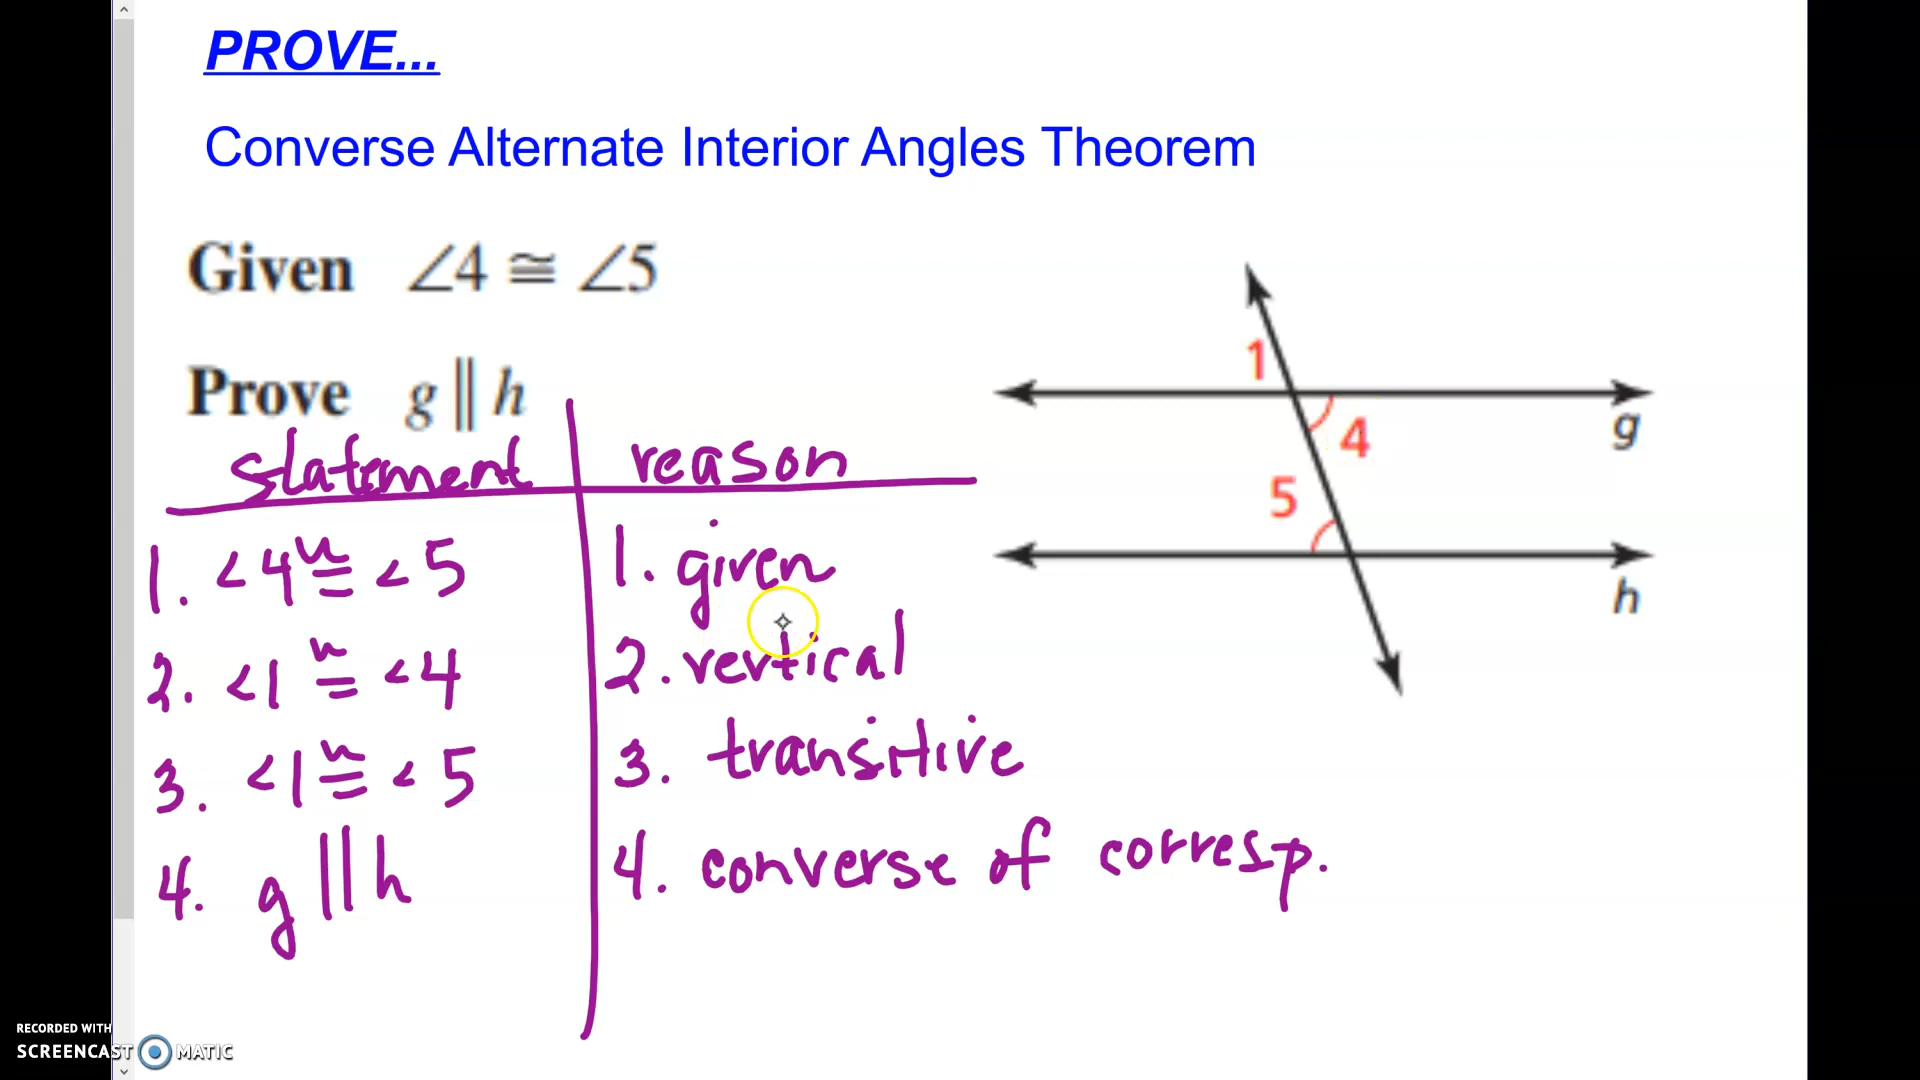 PROVE...
Converse Alternate Interior Angles Theorem
Given ∠4 ≅ ∠5
Prove g || h
statement reason
1. <4 ≅ <5 1. given
2. <1 ≅ <4 2. vertical
3. <1 ≅ <5 3. transitive
4. g || h 4. converse of corresp.
1
4
g
5
h
RECORDED WITH
SCREENCAST MATIC